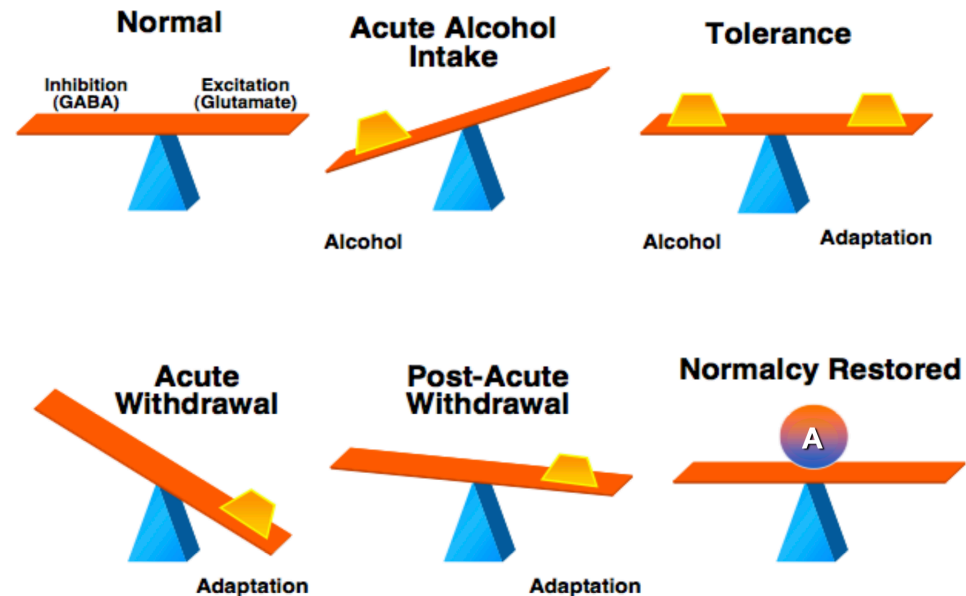 Normal
Inhibition
(GABA)
Excitation
(Glutamate)
Acute Alcohol
Intake
Alcohol
Tolerance
Alcohol
Adaptation
Acute
Withdrawal
Adaptation
Post-Acute
Withdrawal
Adaptation
Normalcy Restored
A